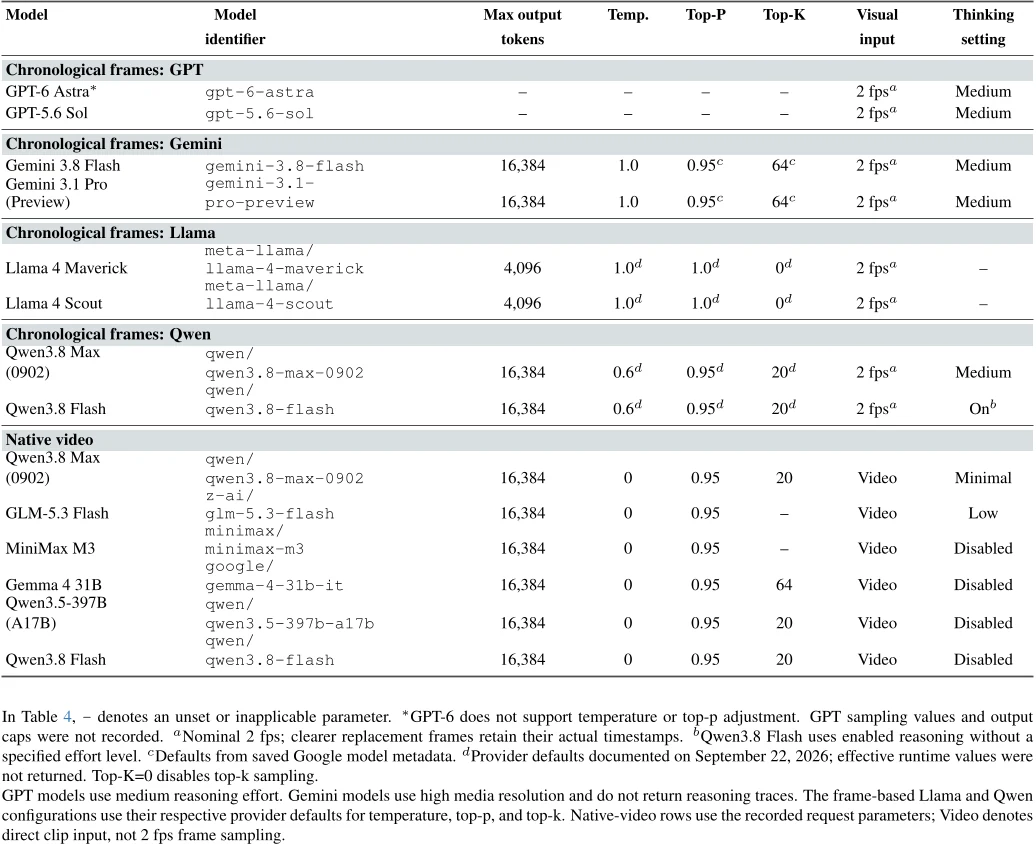 Model Model identifier Max output tokens Temp. Top-P Top-K Visual input Thinking setting
Chronological frames: GPT
GPT-6 Astra* gpt-6-astra – – – – 2 fpsᵃ Medium
GPT-5.6 Sol gpt-5.6-sol – – – – 2 fpsᵃ Medium
Chronological frames: Gemini
Gemini 3.8 Flash gemini-3.8-flash 16,384 1.0 0.95ᶜ 64ᶜ 2 fpsᵃ Medium
Gemini 3.1 Pro (Preview) gemini-3.1-pro-preview 16,384 1.0 0.95ᶜ 64ᶜ 2 fpsᵃ Medium
Chronological frames: Llama
Llama 4 Maverick meta-llama/llama-4-maverick 4,096 1.0ᵈ 1.0ᵈ 0ᵈ 2 fpsᵃ –
Llama 4 Scout meta-llama/llama-4-scout 4,096 1.0ᵈ 1.0ᵈ 0ᵈ 2 fpsᵃ –
Chronological frames: Qwen
Qwen3.8 Max (0902) qwen/qwen3.8-max-0902 16,384 0.6ᵈ 0.95ᵈ 20ᵈ 2 fpsᵃ Medium
Qwen3.8 Flash qwen/qwen3.8-flash 16,384 0.6ᵈ 0.95ᵈ 20ᵈ 2 fpsᵃ Onᵇ
Native video
Qwen3.8 Max (0902) qwen/qwen3.8-max-0902 16,384 0 0.95 20 Video Minimal
GLM-5.3 Flash z-ai/glm-5.3-flash 16,384 0 0.95 – Video Low
MiniMax M3 minimax/minimax-m3 16,384 0 0.95 – Video Disabled
Gemma 4 31B google/gemma-4-31b-it 16,384 0 0.95 64 Video Disabled
Qwen3.5-397B (A17B) qwen/qwen3.5-397b-a17b 16,384 0 0.95 20 Video Disabled
Qwen3.8 Flash qwen/qwen3.8-flash 16,384 0 0.95 20 Video Disabled
In Table 4, – denotes an unset or inapplicable parameter. *GPT-6 does not support temperature or top-p adjustment. GPT sampling values and output
caps were not recorded. ᵃNominal 2 fps; clearer replacement frames retain their actual timestamps. ᵇQwen3.8 Flash uses enabled reasoning without a
specified effort level. ᶜDefaults from saved Google model metadata. ᵈProvider defaults documented on September 22, 2026; effective runtime values were
not returned. Top-K=0 disables top-k sampling.
GPT models use medium reasoning effort. Gemini models use high media resolution and do not return reasoning traces. The frame-based Llama and Qwen
configurations use their respective provider defaults for temperature, top-p, and top-k. Native-video rows use the recorded request parameters; Video denotes
direct clip input, not 2 fps frame sampling.